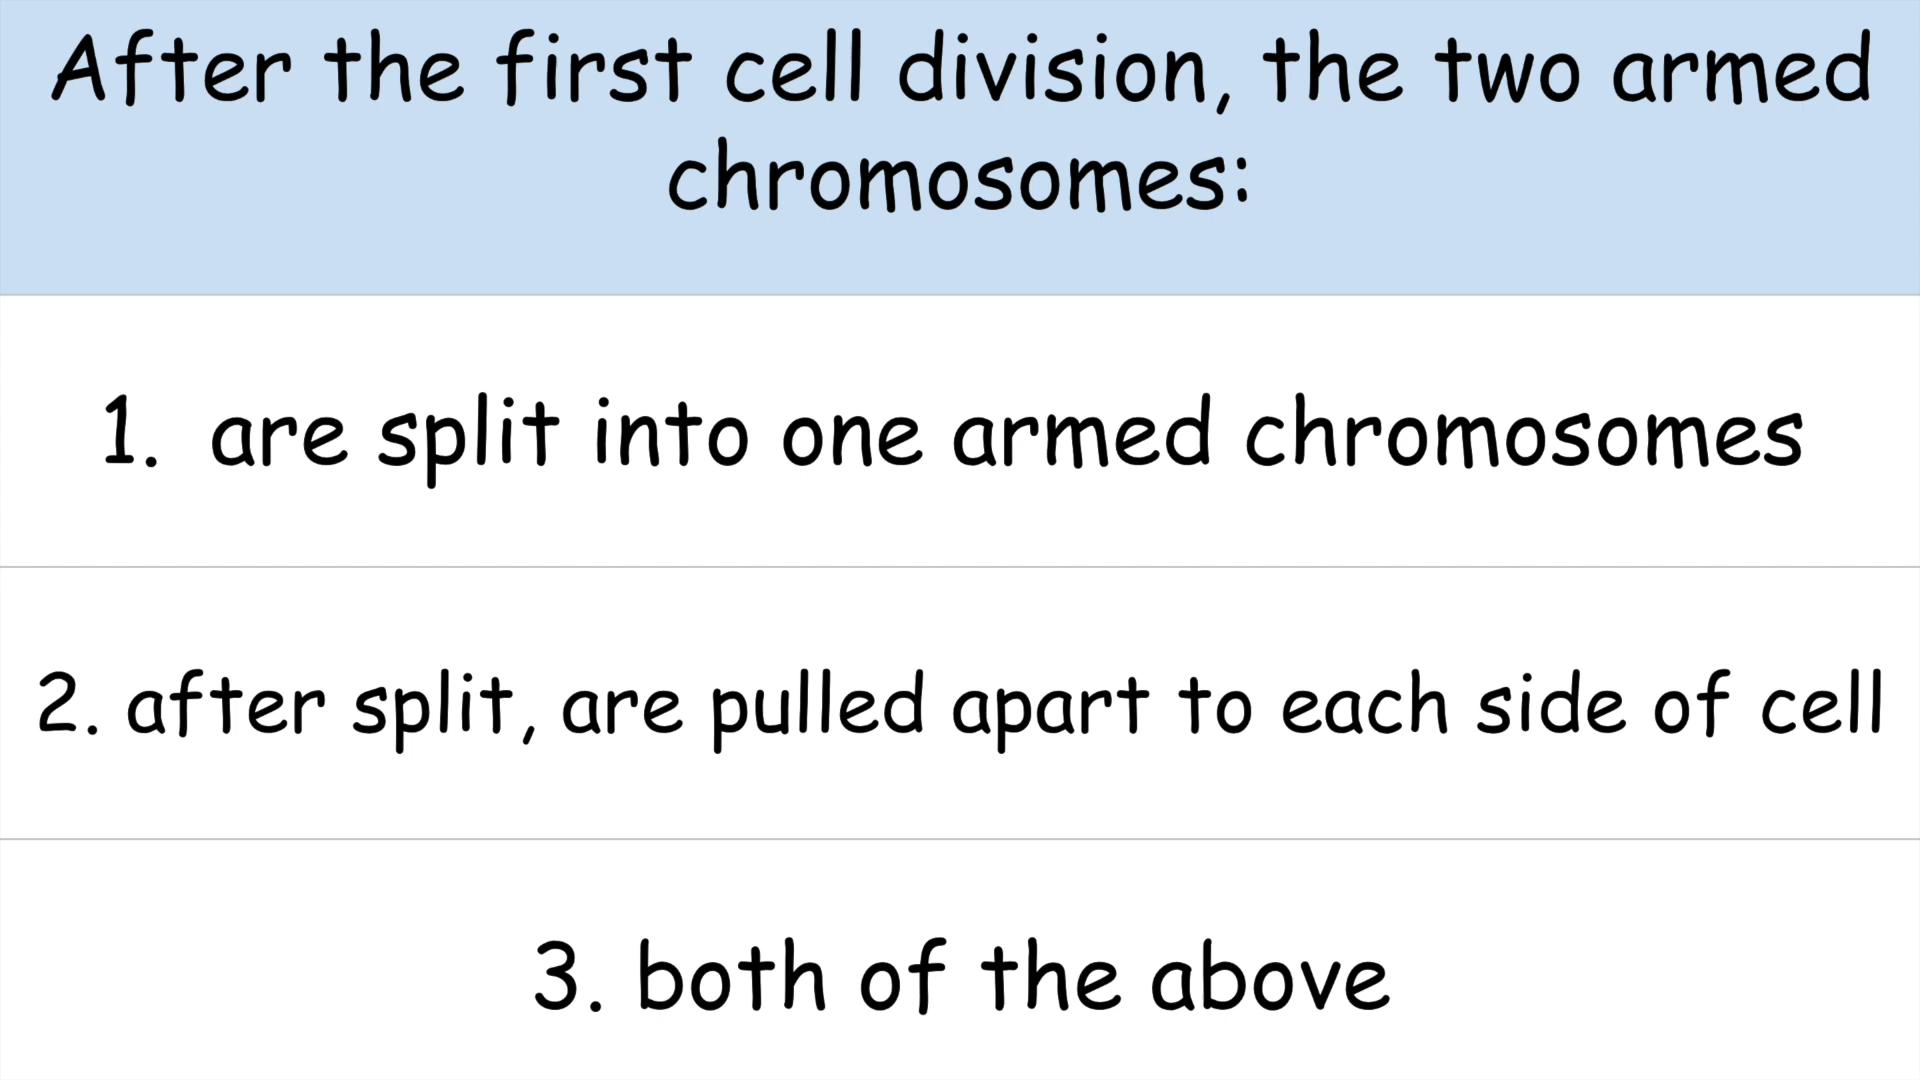 After the first cell division, the two armed
chromosomes:
1. are split into one armed chromosomes
2. after split, are pulled apart to each side of cell
3. both of the above